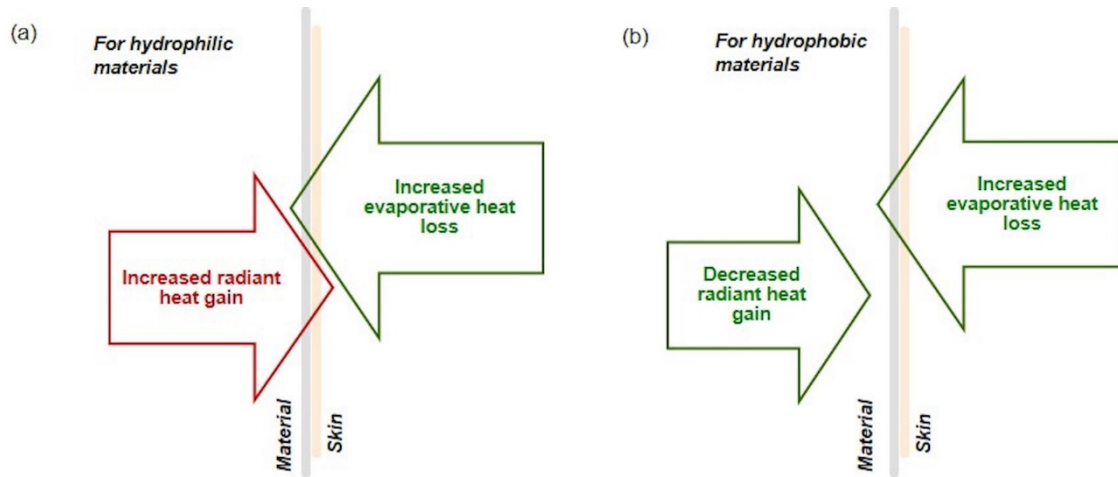 (a)
For hydrophilic
materials
Increased
evaporative heat
loss
Increased radiant
heat gain
Material
Skin
(b)
For hydrophobic
materials
Increased
evaporative heat
loss
Decreased
radiant heat
gain
Material
Skin